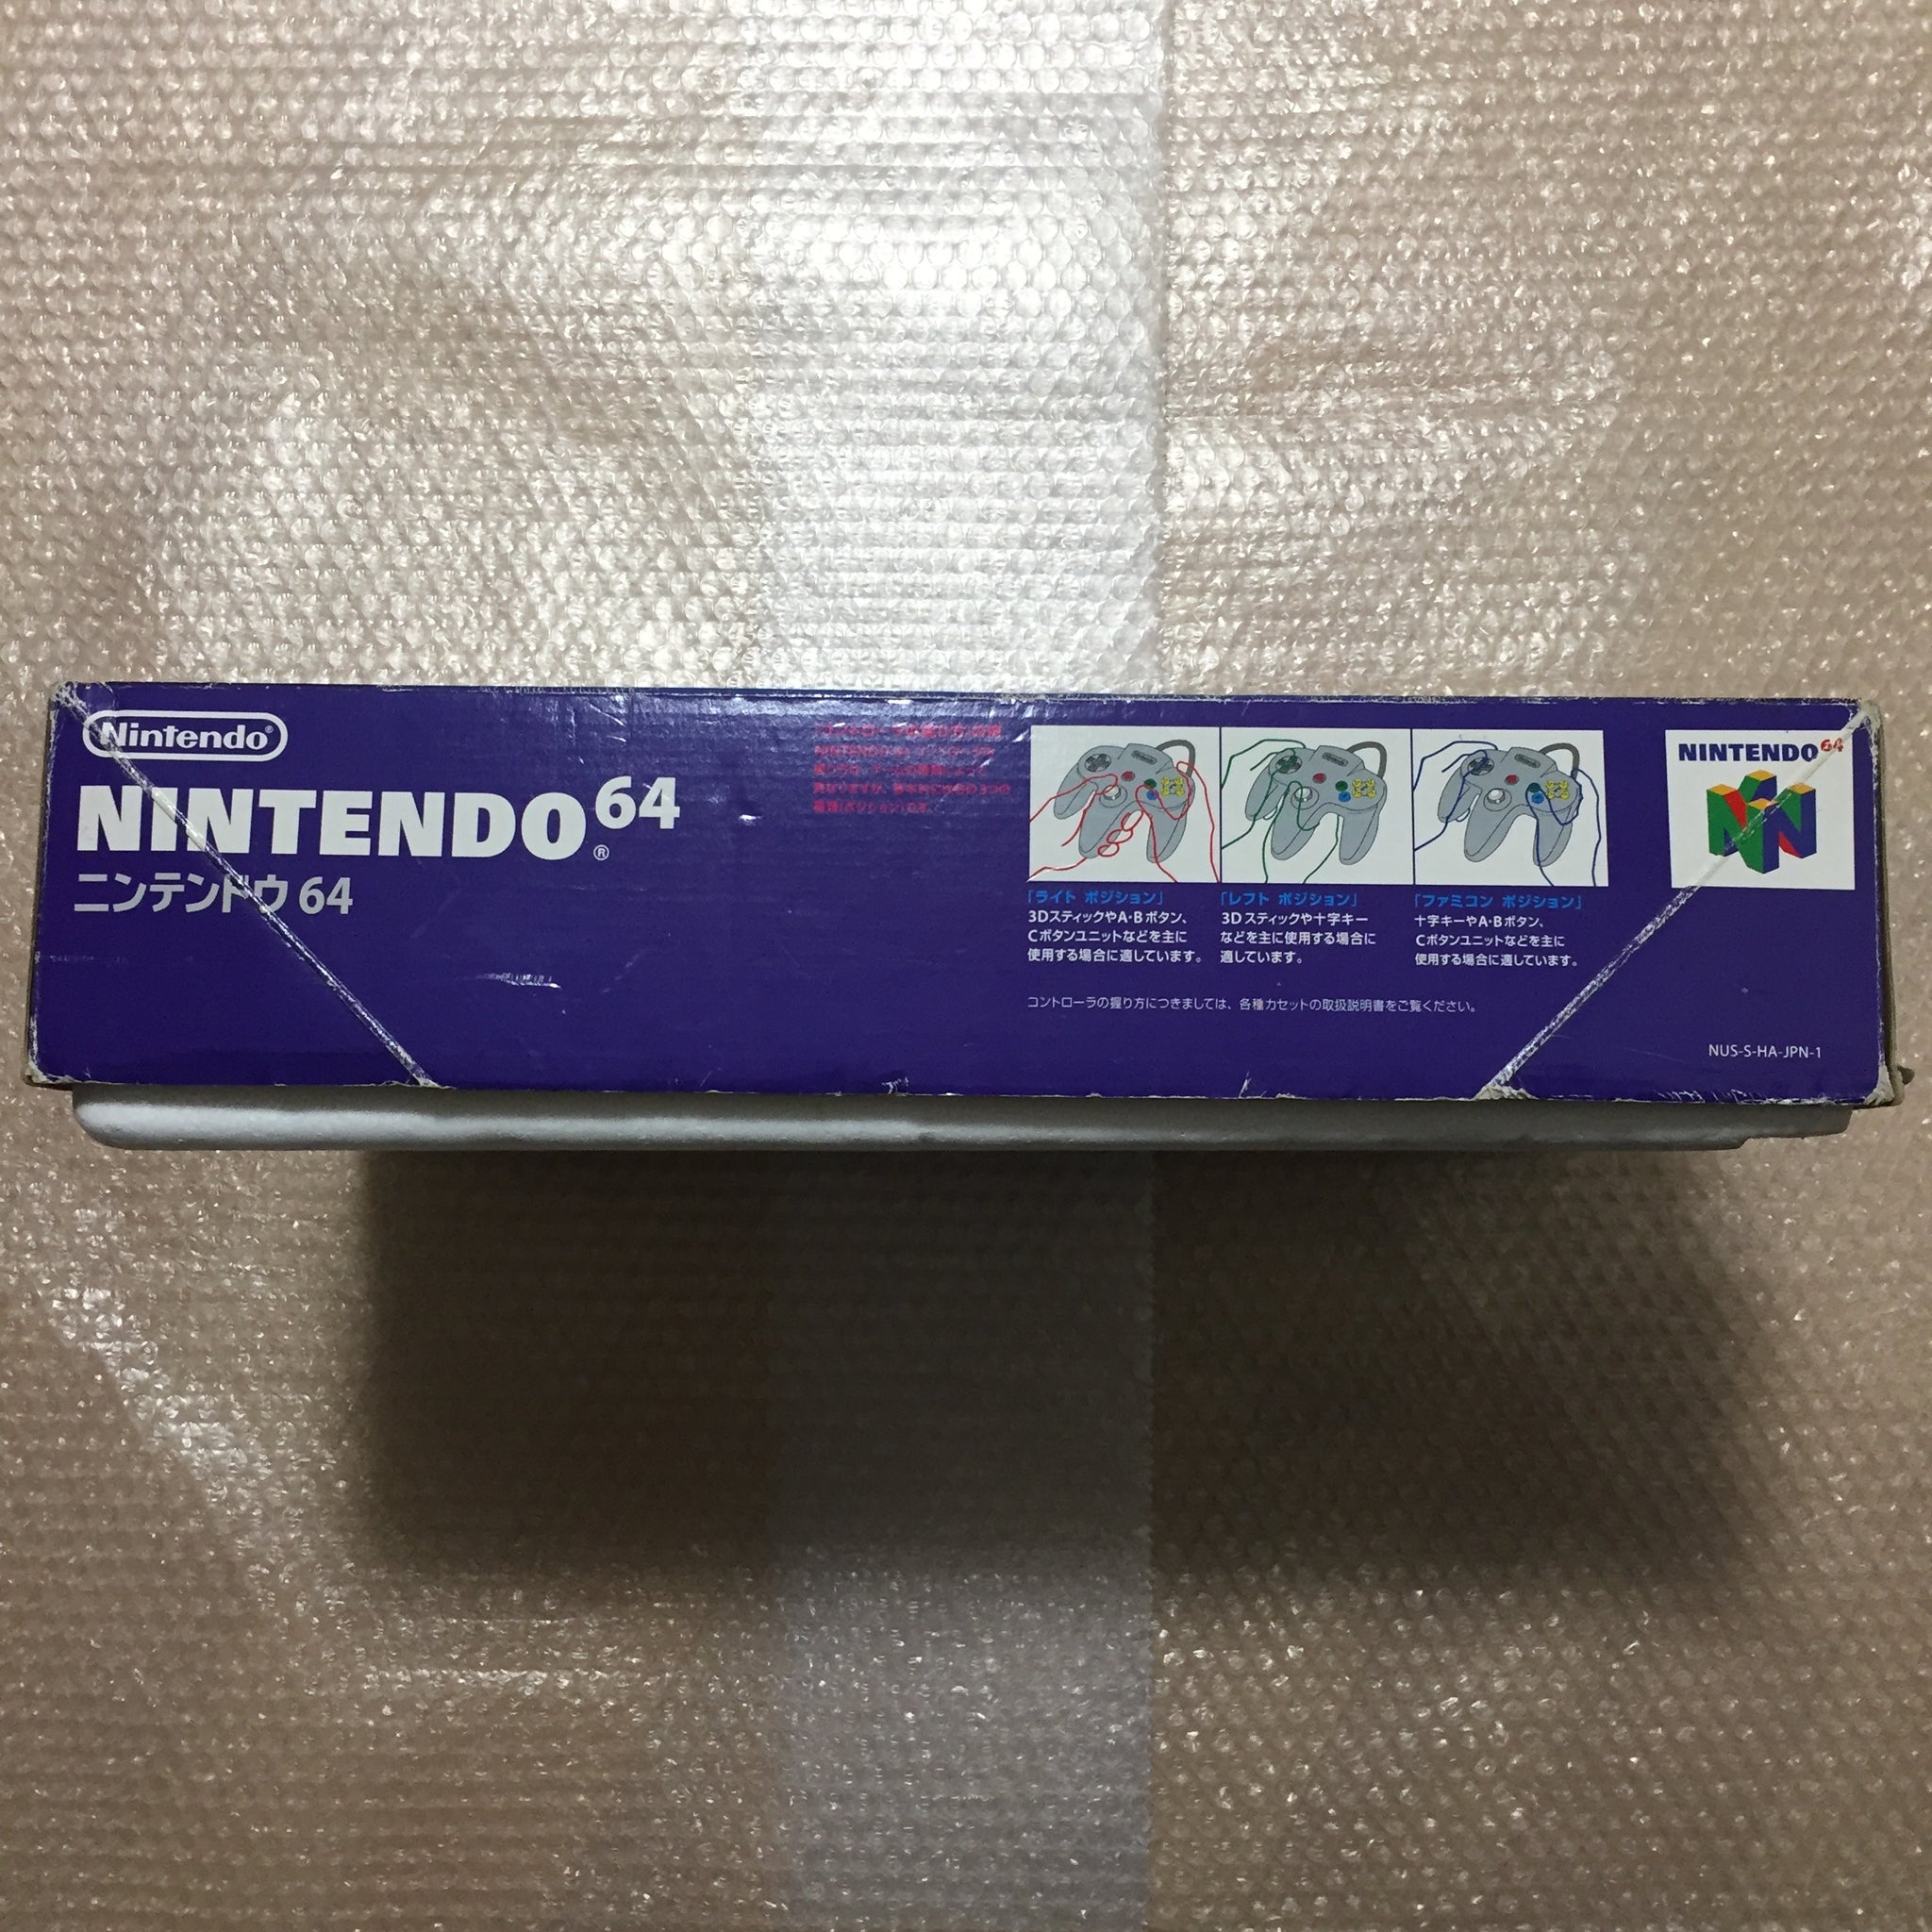 Nintendo®
NINTENDO64
®
ニンテンドウ 64
NINTENDO64
「ライト ポジション」
3DスティックやA・Bボタン、
Cボタンユニットなどを主に
使用する場合に適しています。
「レフト ポジション」
3Dスティックや十字キー
などを主に使用する場合に
適しています。
「ファミコン ポジション」
十字キーやA・Bボタン、
Cボタンユニットなどを主に
使用する場合に適しています。
コントローラの握り方につきましては、各種カセットの取扱説明書をご覧ください。
NUS-S-HA-JPN-1